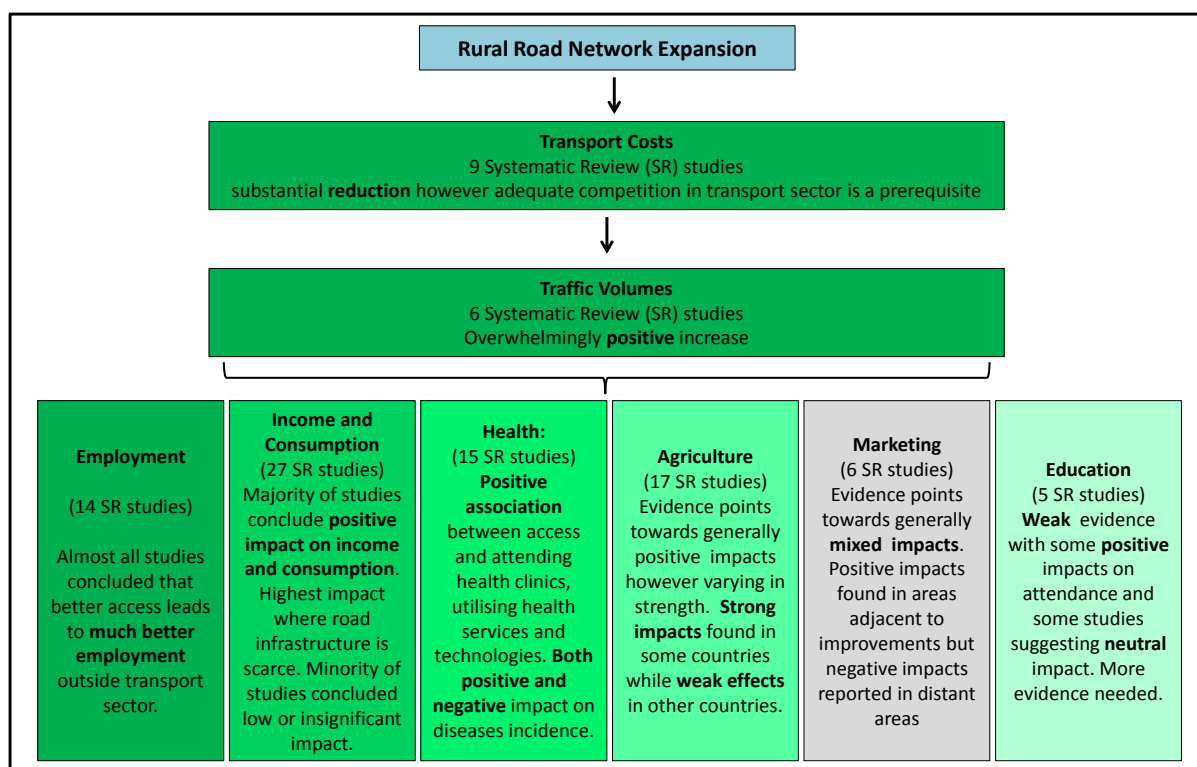 Rural Road Network Expansion
Transport Costs
9 Systematic Review (SR) studies
substantial reduction however adequate competition in transport sector is a prerequisite
Traffic Volumes
6 Systematic Review (SR) studies
Overwhelmingly positive increase
Employment
(14 SR studies)
Almost all studies
concluded that
better access leads
to much better
employment
outside transport
sector.
Income and
Consumption
(27 SR studies)
Majority of studies
conclude positive
impact on income
and consumption.
Highest impact
where road
infrastructure is
scarce. Minority of
studies concluded
low or insignificant
impact.
Health:
(15 SR studies)
Positive
association
between access
and attending
health clinics,
utilising health
services and
technologies. Both
positive and
negative impact on
diseases incidence.
Agriculture
(17 SR studies)
Evidence points
towards generally
positive impacts
however varying in
strength. Strong
impacts found in
some countries
while weak effects
in other countries.
Marketing
(6 SR studies)
Evidence points
towards generally
mixed impacts.
Positive impacts
found in areas
adjacent to
improvements but
negative impacts
reported in distant
areas
Education
(5 SR studies)
Weak evidence
with some positive
impacts on
attendance and
some studies
suggesting neutral
impact. More
evidence needed.